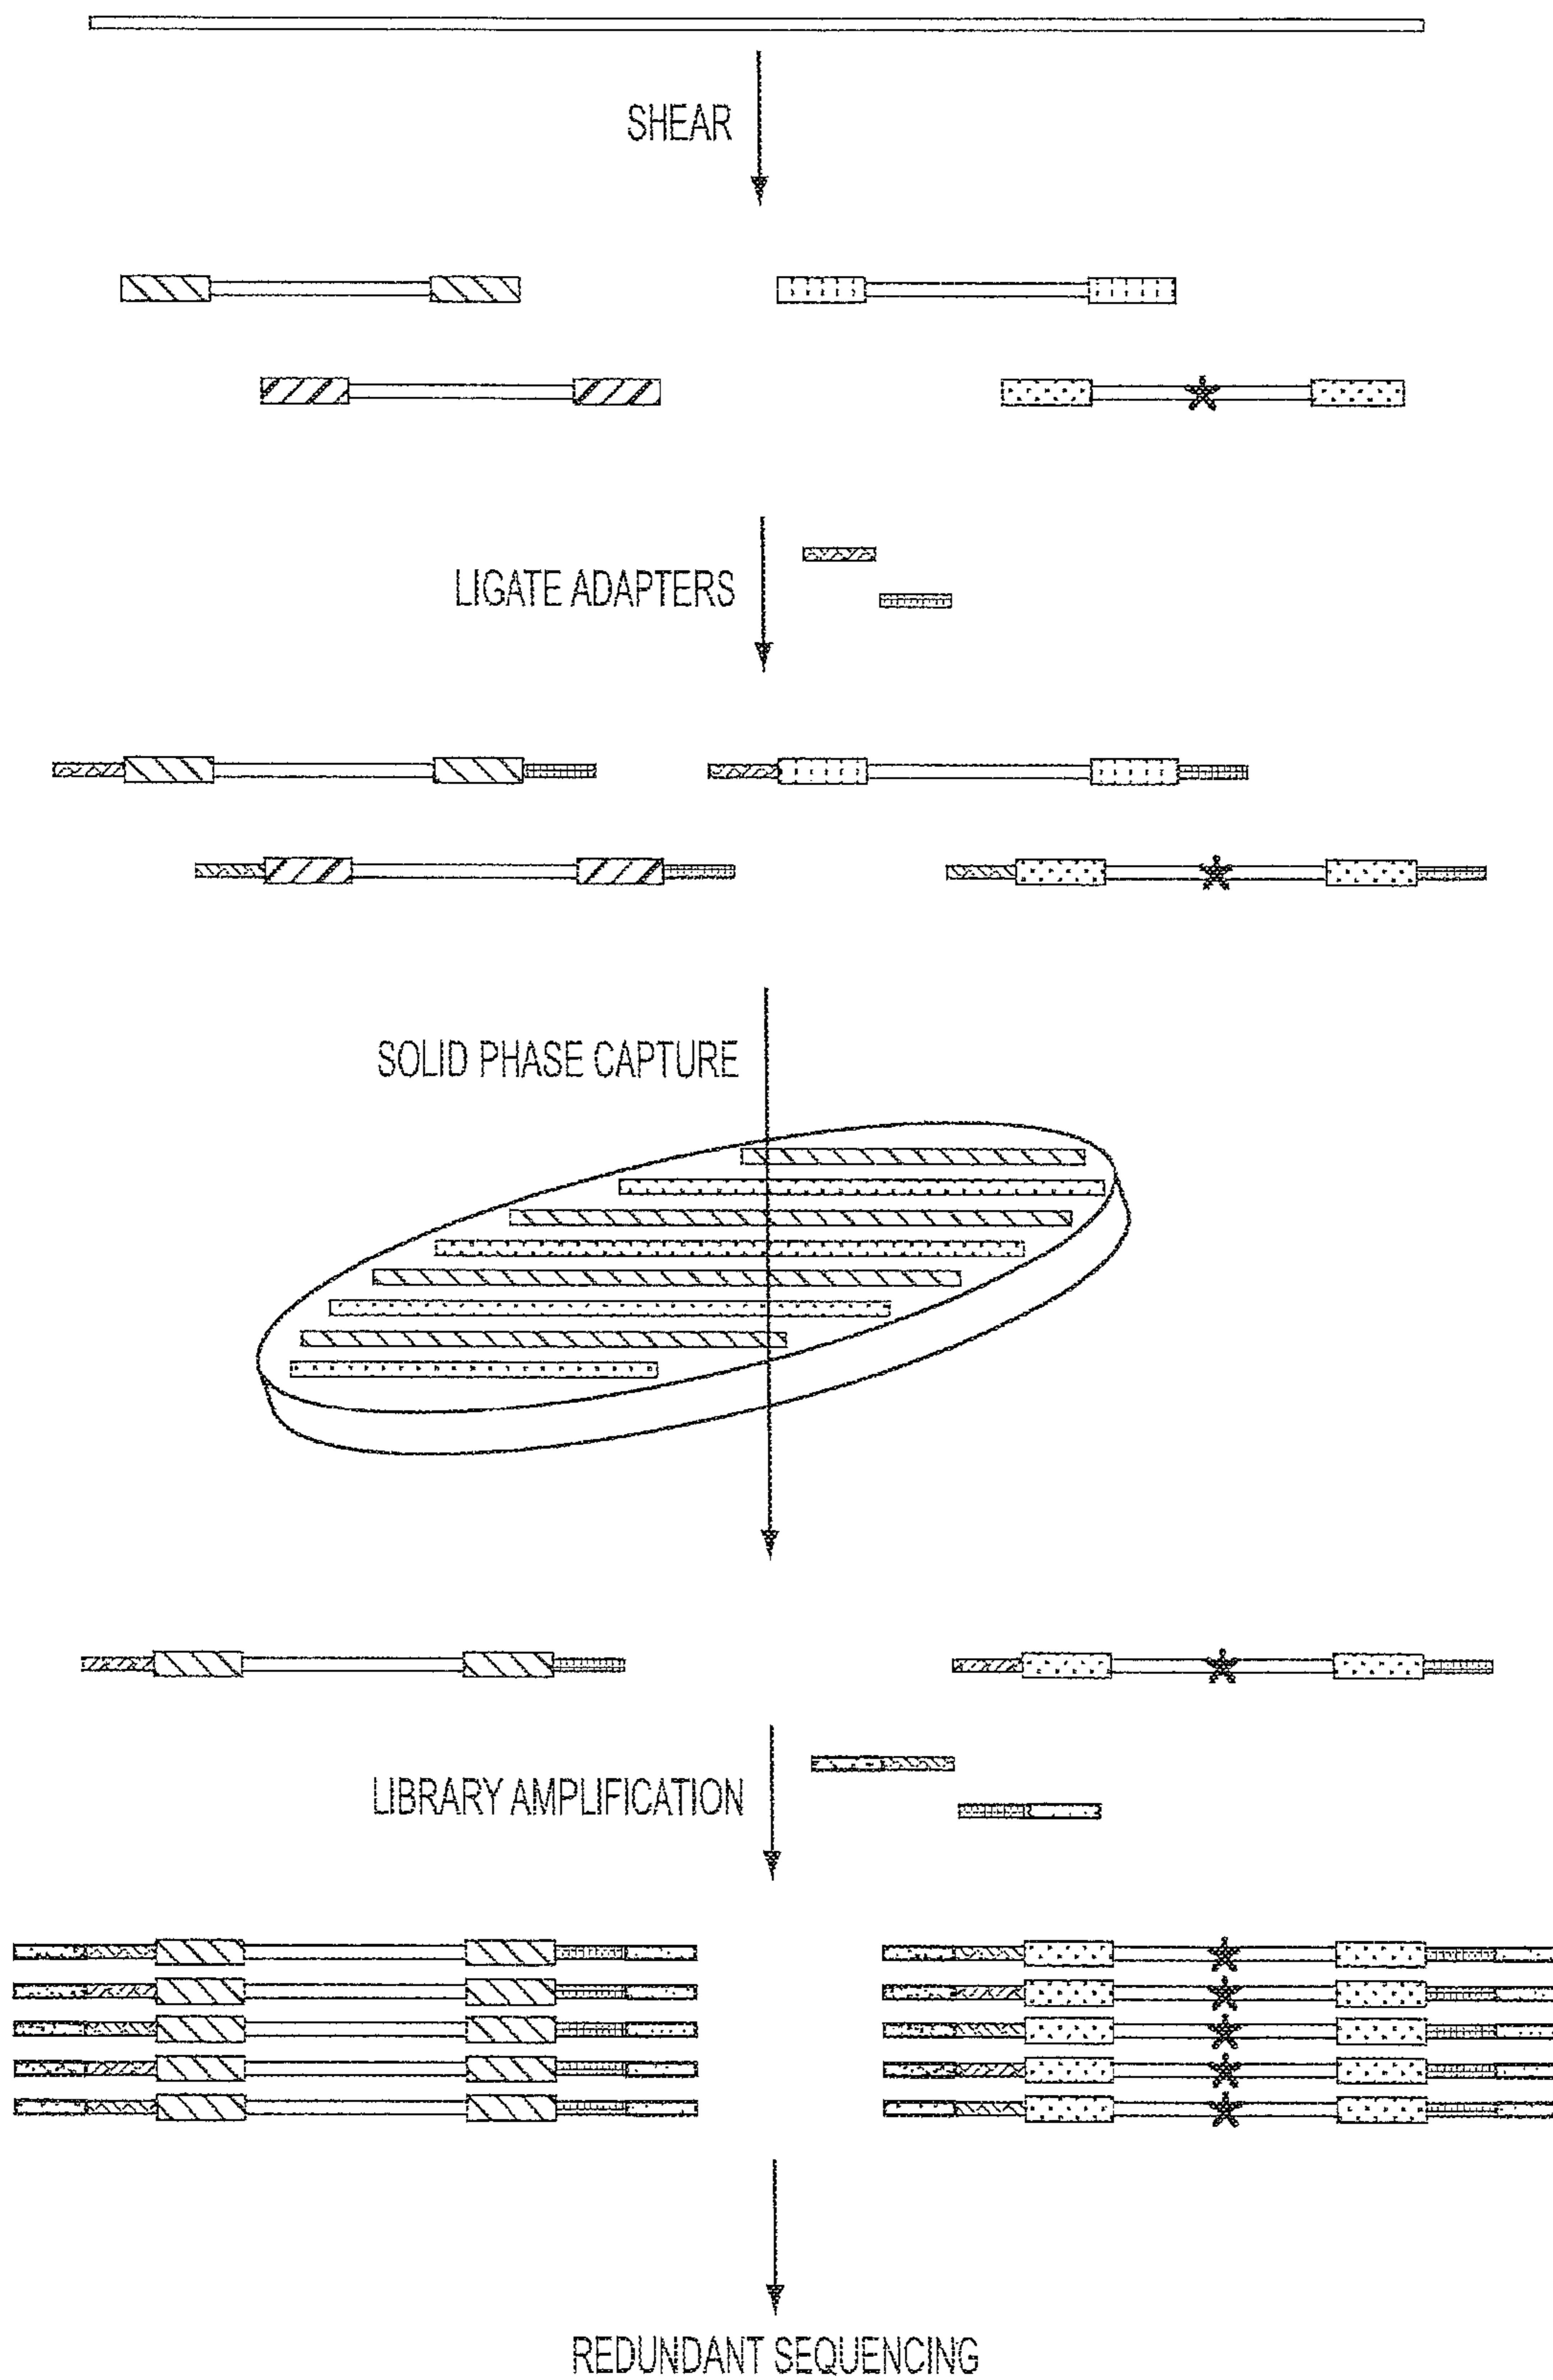 SHEAR
LIGATE ADAPTERS
SOLID PHASE CAPTURE
LIBRARY AMPLIFICATION
REDUNDANT SEQUENCING